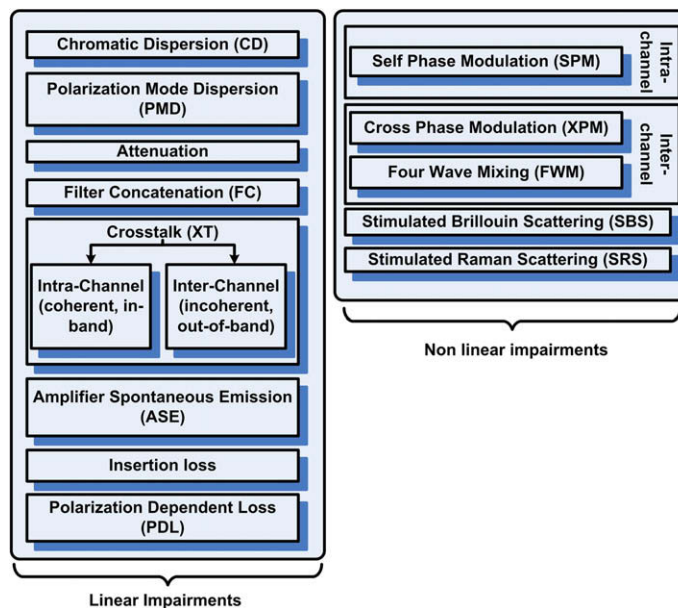 Chromatic Dispersion (CD)
Polarization Mode Dispersion
(PMD)
Attenuation
Filter Concatenation (FC)
Crosstalk (XT)
Intra-Channel
(coherent, in-
band)
Inter-Channel
(incoherent,
out-of-band)
Amplifier Spontaneous Emission
(ASE)
Insertion loss
Polarization Dependent Loss
(PDL)
Linear Impairments
Self Phase Modulation (SPM)
Intra-
channel
Cross Phase Modulation (XPM)
Four Wave Mixing (FWM)
Inter-
channel
Stimulated Brillouin Scattering (SBS)
Stimulated Raman Scattering (SRS)
Non linear impairments